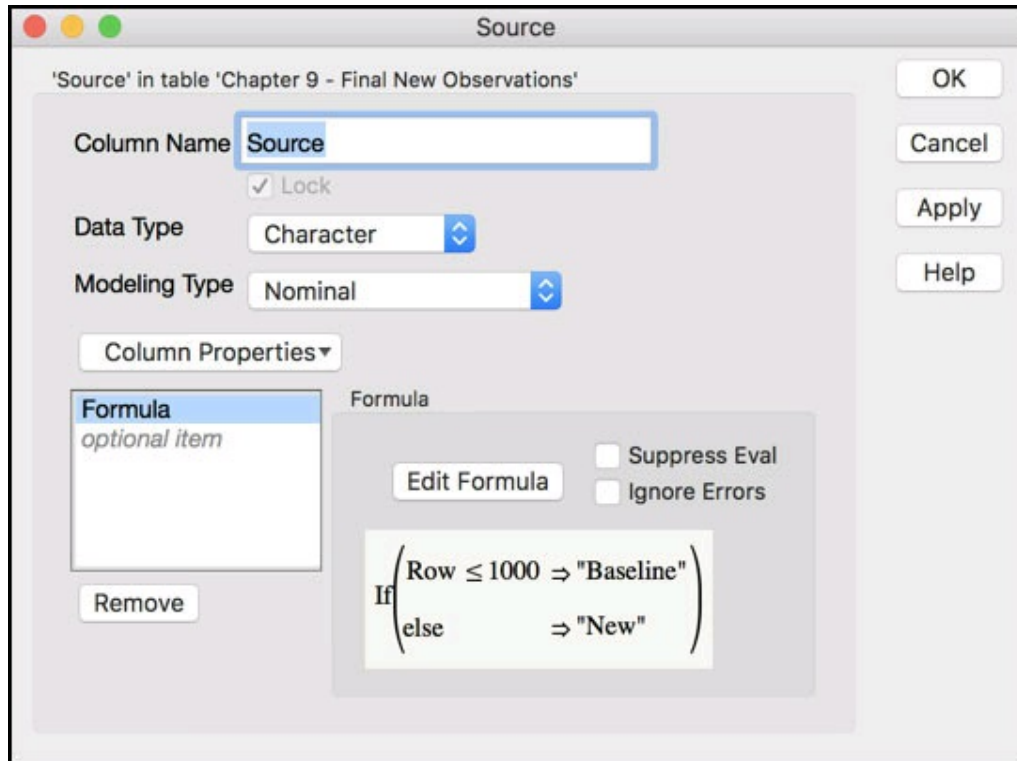 Source
'Source' in table 'Chapter 9 - Final New Observations'
OK
Column Name Source
Cancel
Lock
Apply
Data Type Character
Help
Modeling Type Nominal
Column Properties
Formula
optional item
Remove
Formula
Edit Formula
Suppress Eval
Ignore Errors
If(Row ≤ 1000 ⇒ "Baseline"
else ⇒ "New")